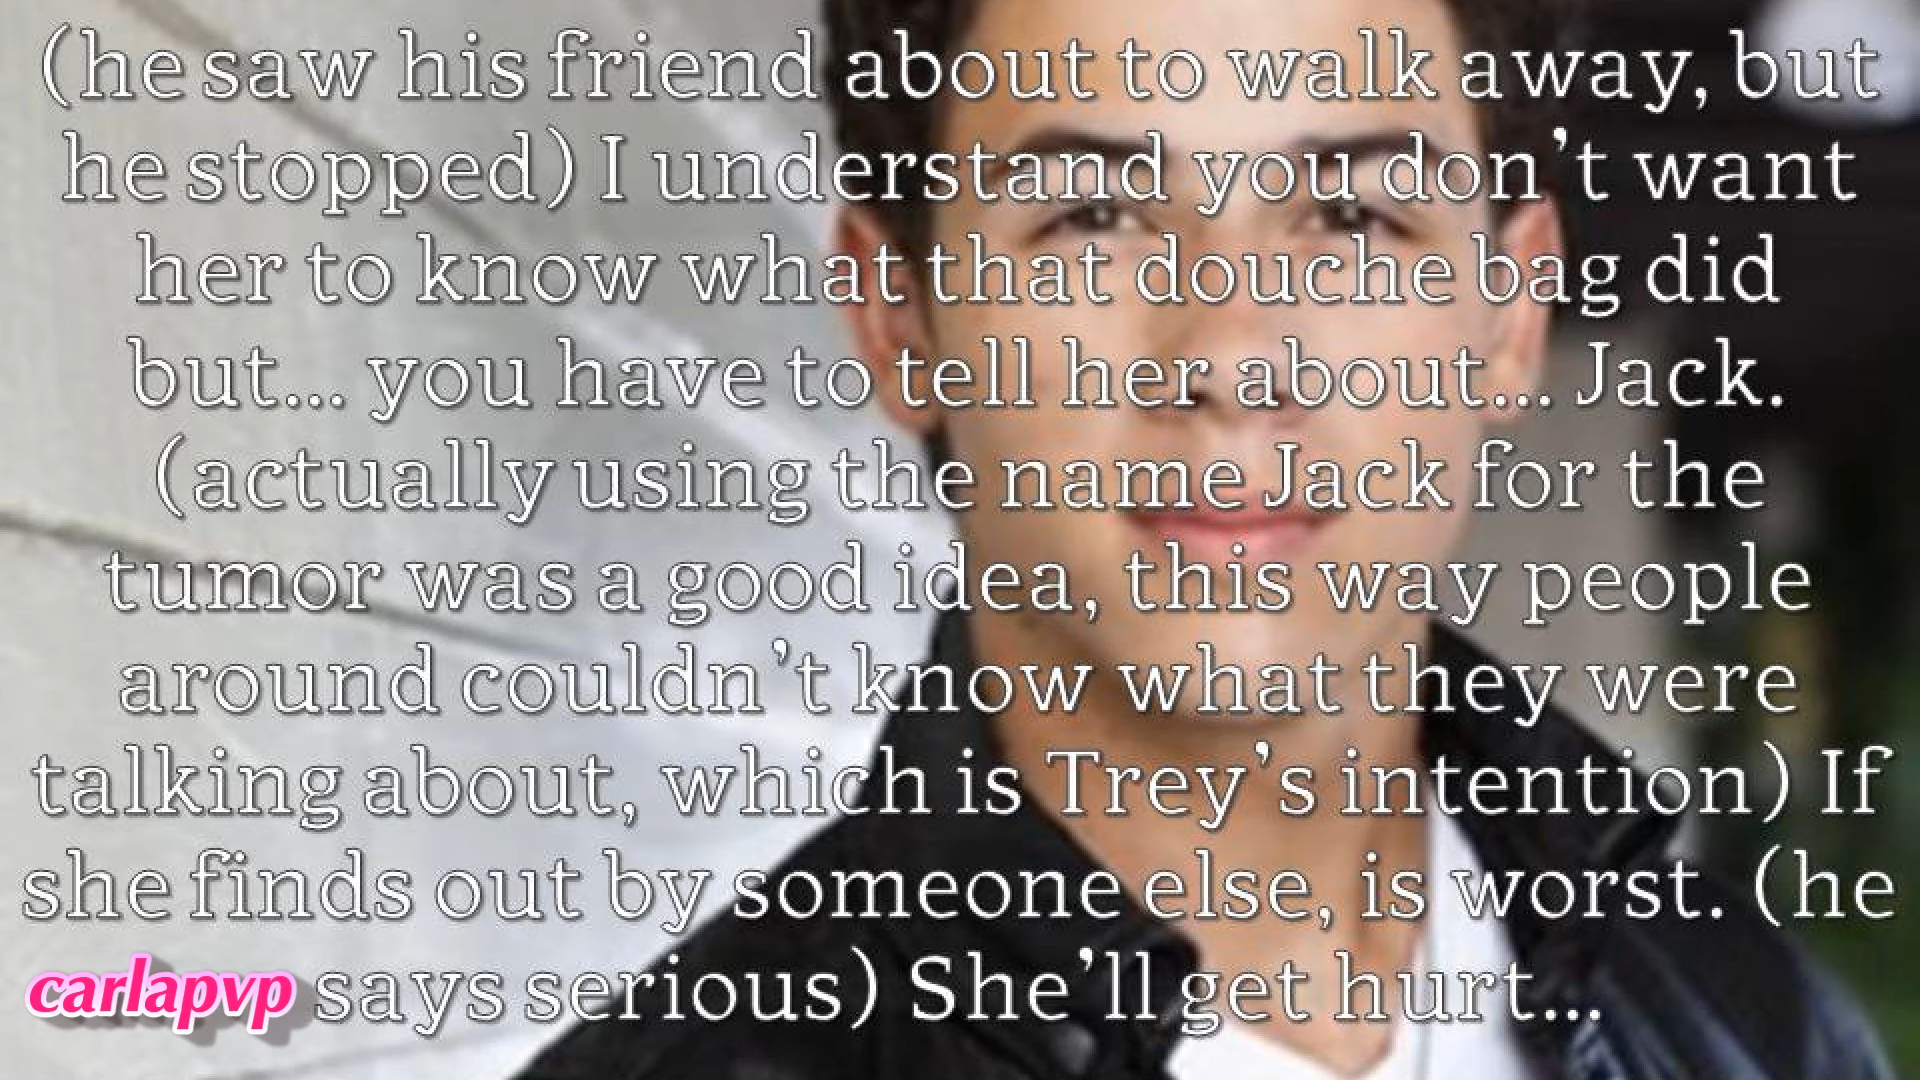 (he saw his friend about to walk away, but
he stopped) I understand you don't want
her to know what that douche bag did
but... you have to tell her about... Jack.
(actually using the name Jack for the
tumor was a good idea, this way people
around couldn't know what they were
talking about, which is Trey's intention) If
she finds out by someone else, is worst. (he
says serious) She'll get hurt...
carlapvp